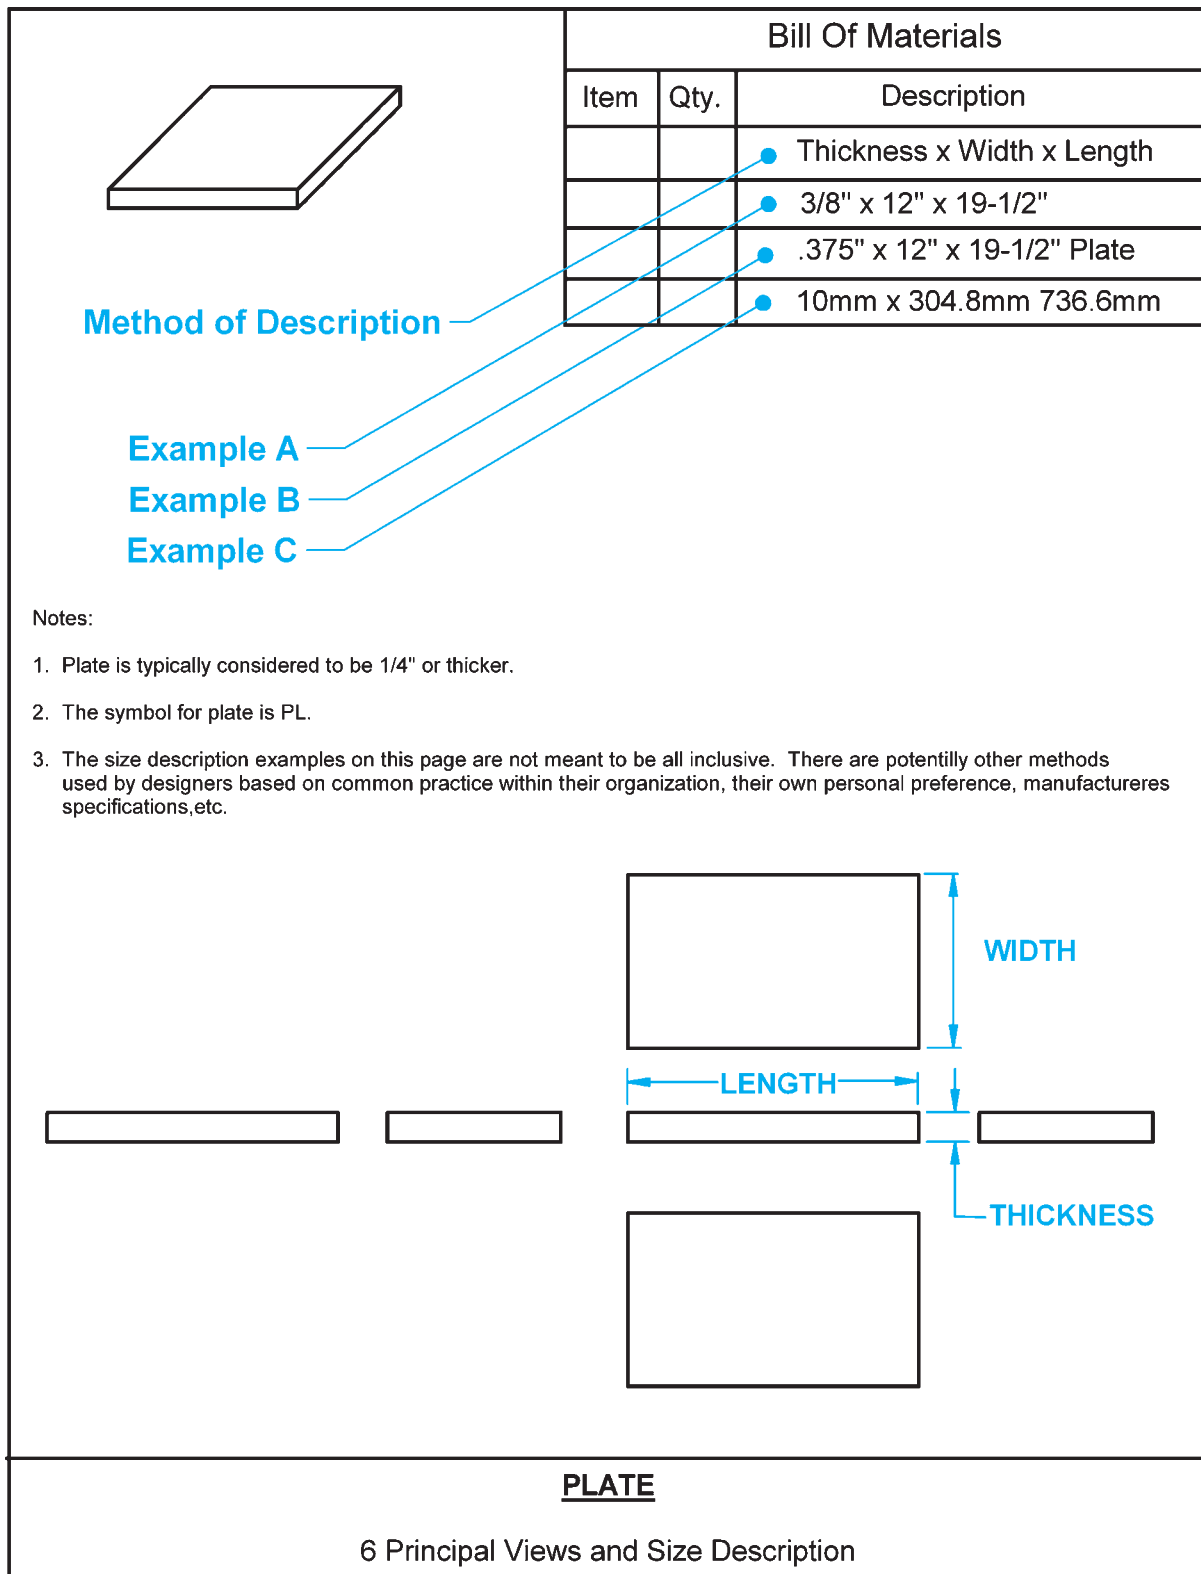 Bill Of Materials
Item Qty. Description
Thickness x Width x Length
3/8" x 12" x 19-1/2"
.375" x 12" x 19-1/2" Plate
10mm x 304.8mm 736.6mm
Method of Description
Example A
Example B
Example C
Notes:
1. Plate is typically considered to be 1/4" or thicker.
2. The symbol for plate is PL.
3. The size description examples on this page are not meant to be all inclusive. There are potentilly other methods
used by designers based on common practice within their organization, their own personal preference, manufactureres
specifications,etc.
WIDTH
LENGTH
THICKNESS
PLATE
6 Principal Views and Size Description